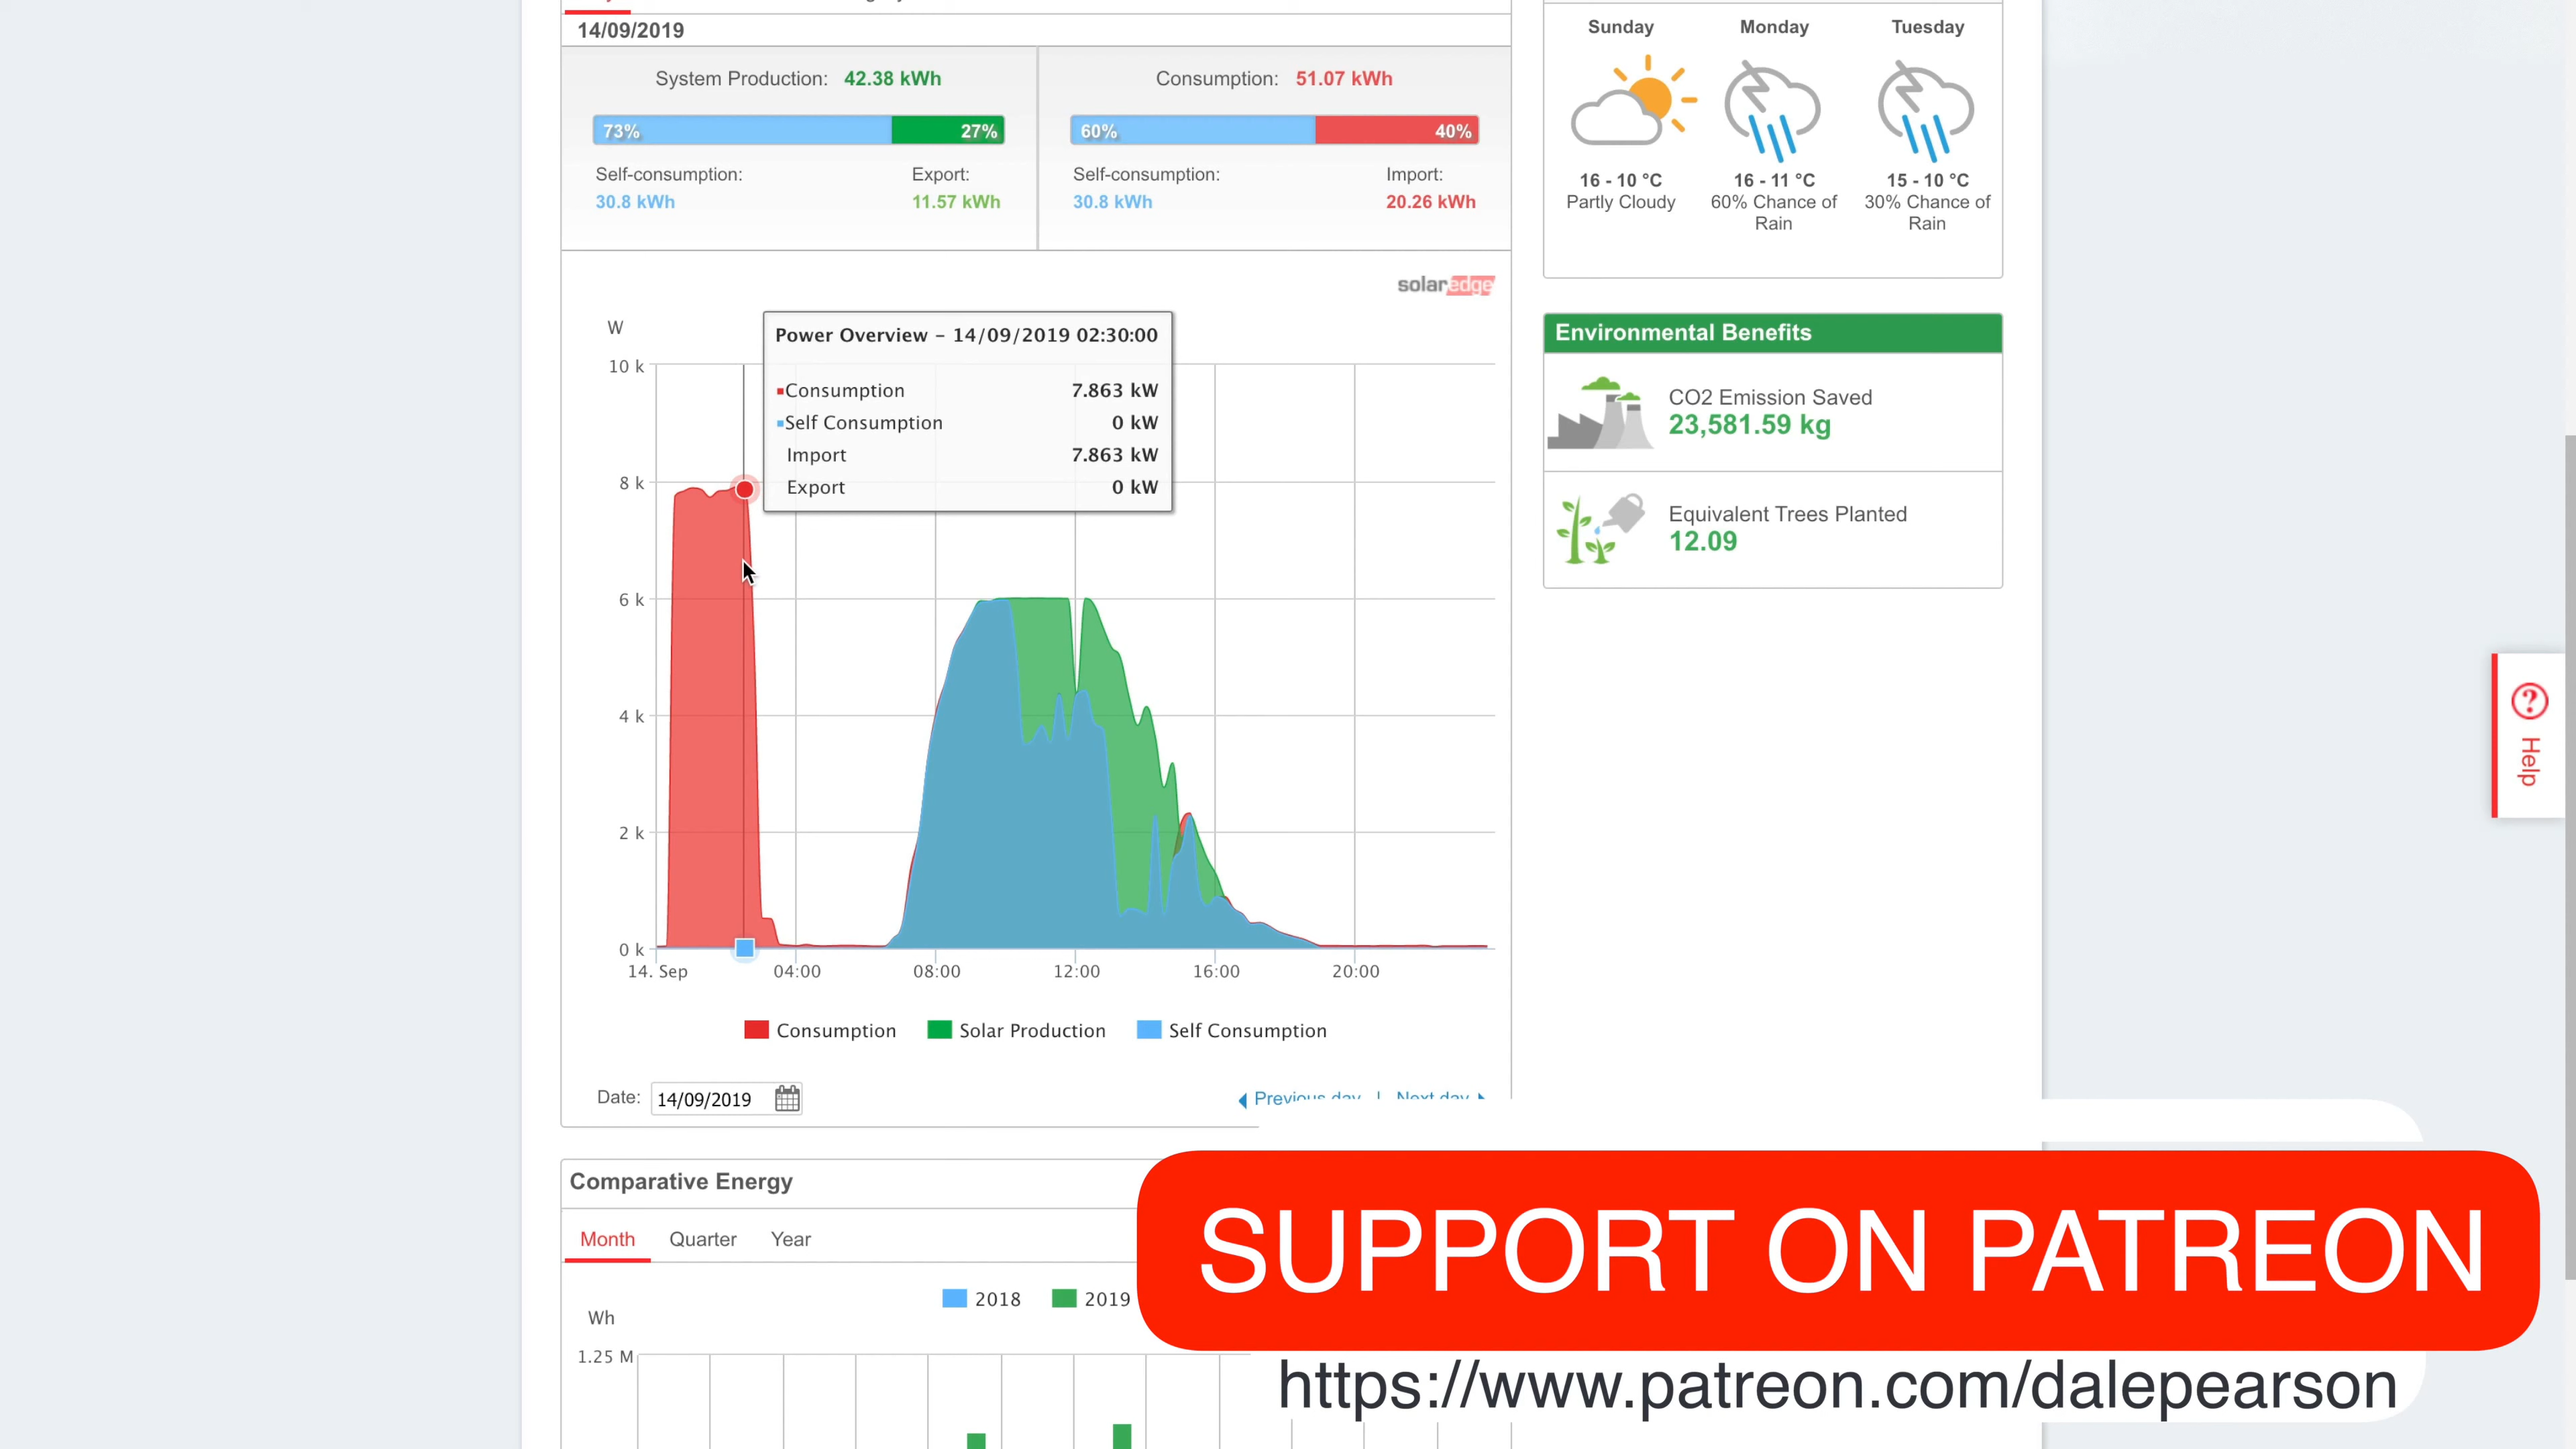 14/09/2019
System Production: 42.38 kWh
73% 27%
Self-consumption: Export:
30.8 kWh 11.57 kWh
Consumption: 51.07 kWh
60% 40%
Self-consumption: Import:
30.8 kWh 20.26 kWh
solaredge
W
Power Overview – 14/09/2019 02:30:00
Consumption 7.863 kW
Self Consumption 0 kW
Import 7.863 kW
Export 0 kW
10 k
8 k
6 k
4 k
2 k
0 k
14. Sep 04:00 08:00 12:00 16:00 20:00
Consumption Solar Production Self Consumption
Date: 14/09/2019
Previous day | Next day
Comparative Energy
Month Quarter Year
2018 2019
Wh
1.25 M
Sunday Monday Tuesday
16 - 10 °C 16 - 11 °C 15 - 10 °C
Partly Cloudy 60% Chance of 30% Chance of
Rain Rain
Environmental Benefits
CO2 Emission Saved
23,581.59 kg
Equivalent Trees Planted
12.09
? Help
SUPPORT ON PATREON
https://www.patreon.com/dalepearson